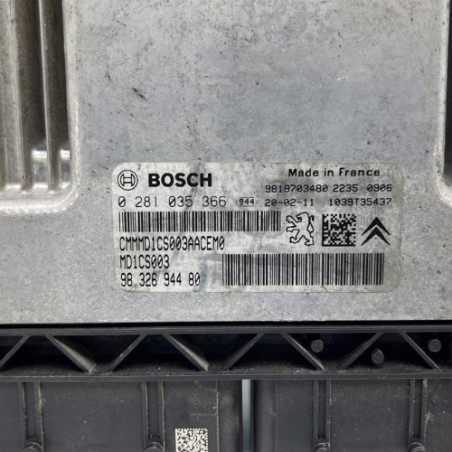 BOSCH Made in France
9818703480 2235 0906
0 281 035 366 944 20-02-11 1039T35437
CMMMD1CS003AACEM0
MD1CS003
98 326 944 80